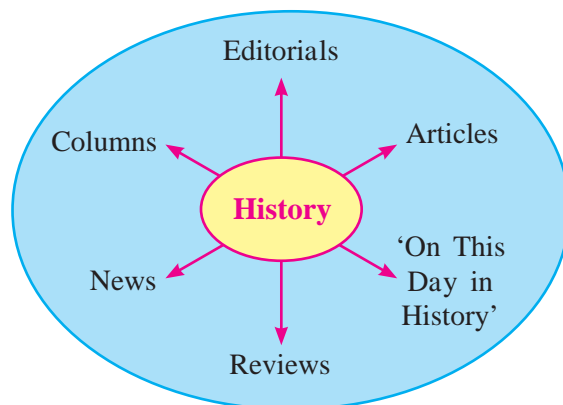 Editorials
Columns
Articles
History
News
‘On This
Day in
History’
Reviews